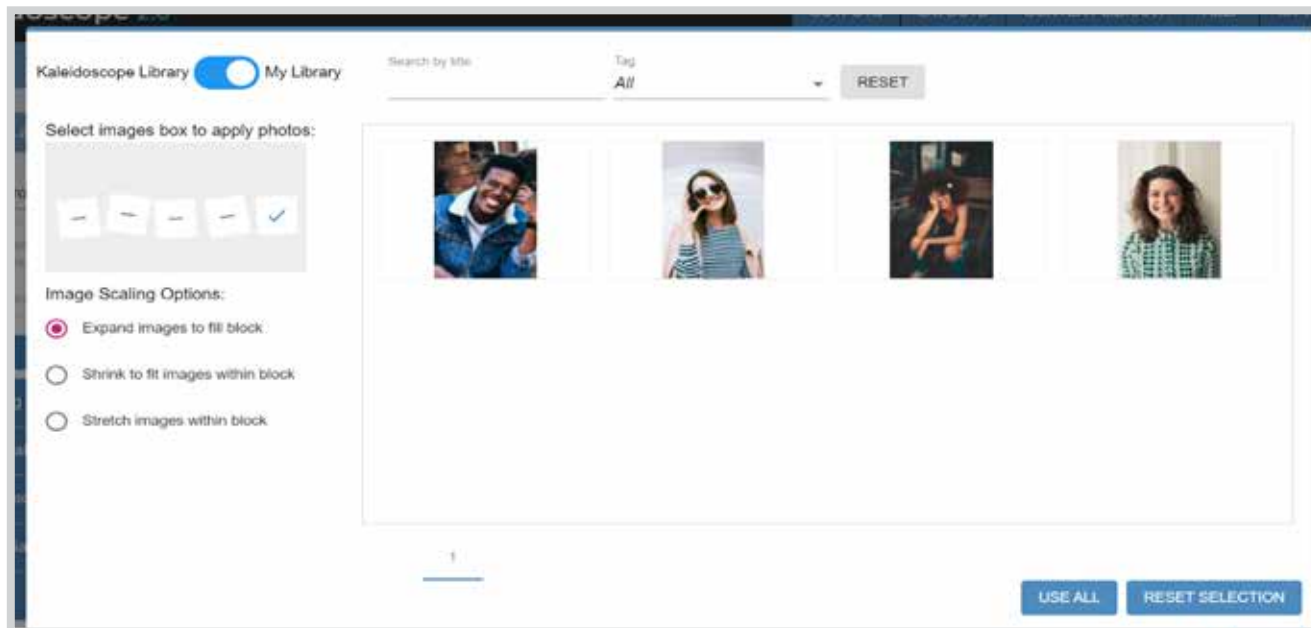 Kaleidoscope Library
My Library
Search by title
Tag
All
RESET
Select images box to apply photos:
Image Scaling Options:
Expand images to fill block
Shrink to fit images within block
Stretch images within block
1
USE ALL
RESET SELECTION